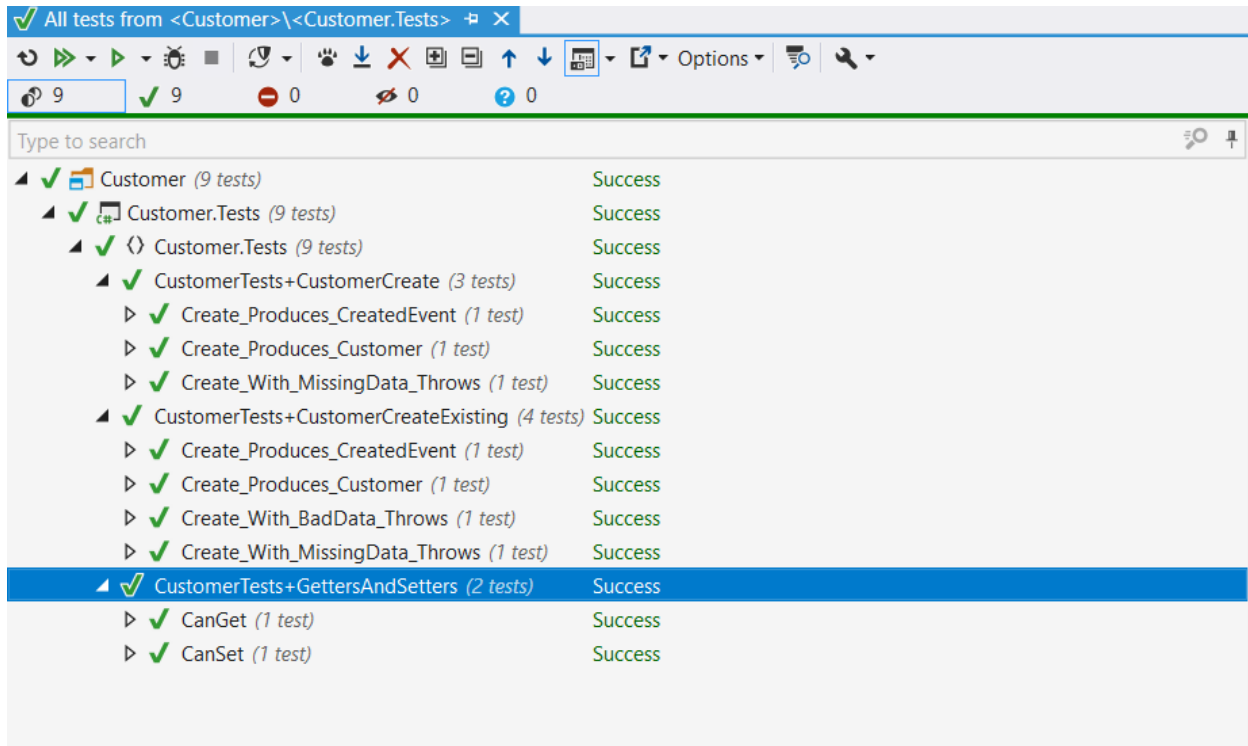 All tests from <Customer>\<Customer.Tests>
Options
9 9 0 0 0
Type to search
Customer (9 tests) Success
C# Customer.Tests (9 tests) Success
Customer.Tests (9 tests) Success
CustomerTests+CustomerCreate (3 tests) Success
Create_Produces_CreatedEvent (1 test) Success
Create_Produces_Customer (1 test) Success
Create_With_MissingData_Throws (1 test) Success
CustomerTests+CustomerCreateExisting (4 tests) Success
Create_Produces_CreatedEvent (1 test) Success
Create_Produces_Customer (1 test) Success
Create_With_BadData_Throws (1 test) Success
Create_With_MissingData_Throws (1 test) Success
CustomerTests+GettersAndSetters (2 tests) Success
CanGet (1 test) Success
CanSet (1 test) Success